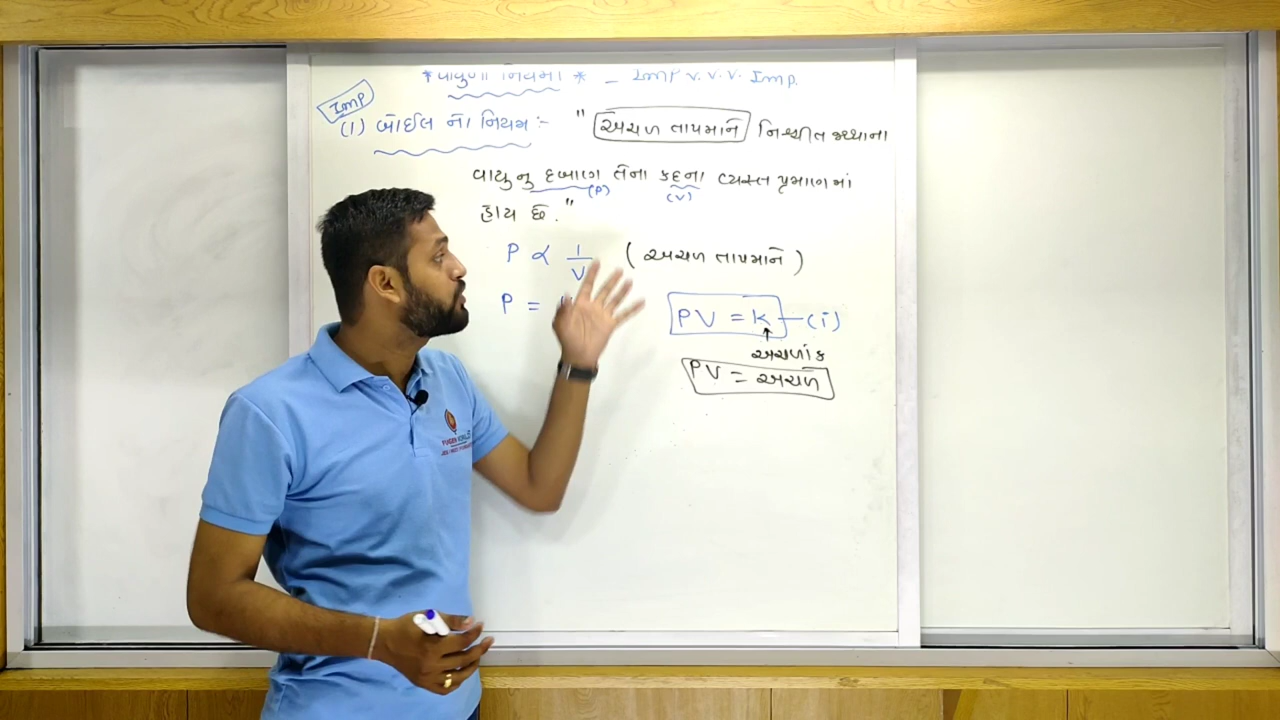 * વાયુના નિયમો * - Imp v. v. v. Imp.
Imp
(1) બોઈલ નો નિયમ :- " અચળ તાપમાને નિશ્ચીત જથ્થાના
વાયુનુ દબાણ તેના કદના વ્યસ્ત પ્રમાણમાં
(P) (V)
હોય છે."
P ∝ 1/V (અચળ તાપમાને)
P =
PV = K —(i)
અચળાંક
PV = અચળ